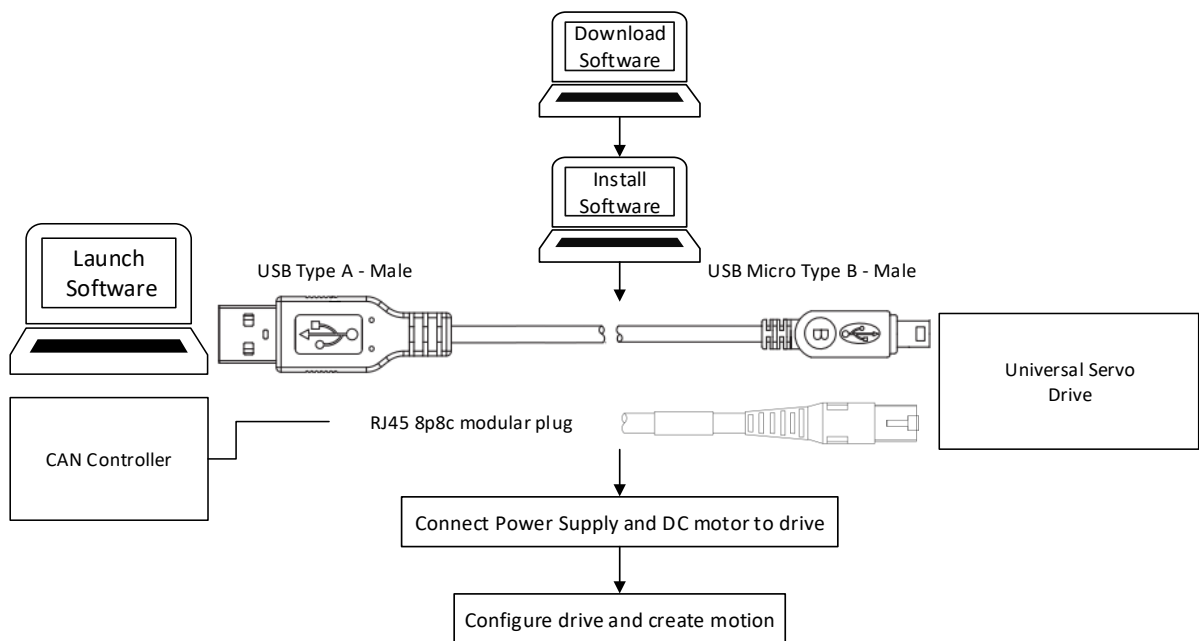 Download
Software
Install
Software
Launch
Software
USB Type A - Male
USB Micro Type B - Male
B
Universal Servo
Drive
RJ45 8p8c modular plug
CAN Controller
Connect Power Supply and DC motor to drive
Configure drive and create motion